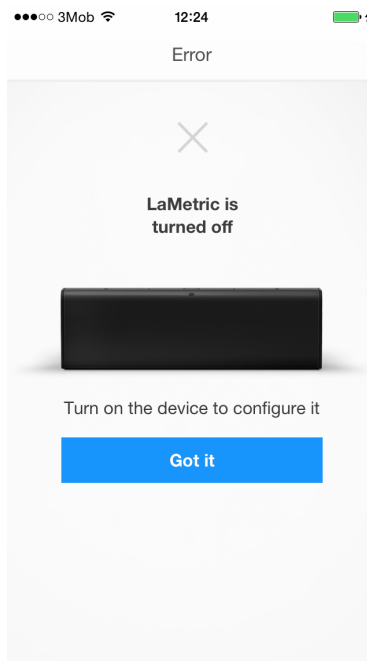 3Mob 12:24
Error
LaMetric is
turned off
Turn on the device to configure it
Got it